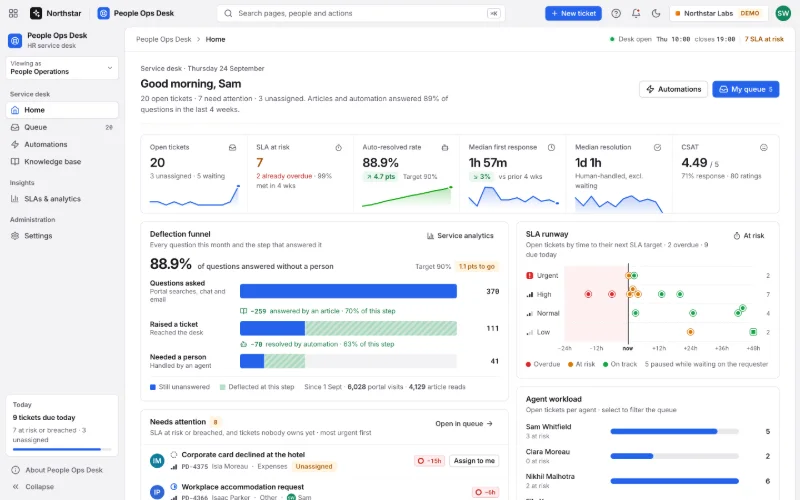 Northstar
People Ops Desk
Search pages, people and actions
⌘K
+ New ticket
Northstar Labs DEMO
SW
People Ops Desk
HR service desk
Viewing as
People Operations
Service desk
Home
Queue 20
Automations
Knowledge base
Insights
SLAs & analytics
Administration
Settings
Today
9 tickets due today
7 at risk or breached · 3
unassigned
About People Ops Desk
Collapse
People Ops Desk > Home
Desk open Thu 10:00 closes 19:00
7 SLA at risk
Service desk · Thursday 24 September
Good morning, Sam
20 open tickets · 7 need attention · 3 unassigned. Articles and automation answered 89% of
questions in the last 4 weeks.
Automations
My queue 5
Open tickets
20
3 unassigned · 5 waiting
SLA at risk
7
2 already overdue · 99%
met in 4 wks
Auto-resolved rate
88.9%
4.7 pts Target 90%
Median first response
1h 57m
3% vs prior 4 wks
Median resolution
1d 1h
Human-handled, excl.
waiting
CSAT
4.49 / 5
71% response · 80 ratings
Deflection funnel
Every question this month and the step that answered it
Service analytics
88.9% of questions answered without a person
Target 90% 1.1 pts to go
Questions asked
Portal searches, chat and
email
370
−259 answered by an article · 70% of this step
Raised a ticket
Reached the desk
111
−70 resolved by automation · 63% of this step
Needed a person
Handled by an agent
41
Still unanswered
Deflected at this step
Since 1 Sept · 6,028 portal visits · 4,129 article reads
SLA runway
Open tickets by time to their next SLA target · 2 overdue · 9
due today
At risk
Urgent 2
High 7
Normal 4
Low 2
−24h −12h now +12h +24h +36h +48h
Overdue At risk On track 5 paused while waiting on the requester
Needs attention 8
SLA at risk or breached, and tickets nobody owns yet · most urgent first
Open in queue →
IM
Corporate card declined at the hotel
PD-4375 Isla Moreau · Expenses Unassigned
−15h
Assign to me
IP
Workplace accommodation request
PD-4366 Isaac Parker · Other Sam
−6h
Agent workload
Open tickets per agent · select to filter the queue
Sam Whitfield
3 at risk
5
Ciara Moreau
0 at risk
2
Nikhil Malhotra
2 at risk
6